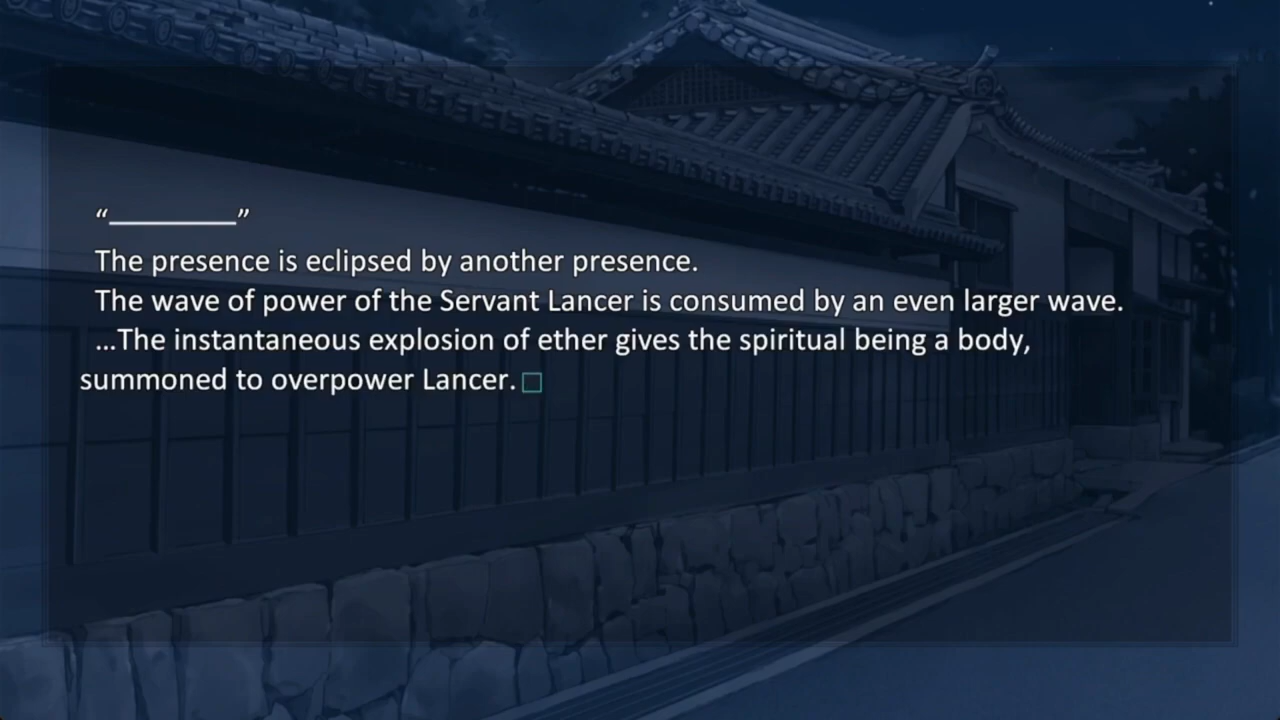 “________”
The presence is eclipsed by another presence.
The wave of power of the Servant Lancer is consumed by an even larger wave.
…The instantaneous explosion of ether gives the spiritual being a body,
summoned to overpower Lancer.